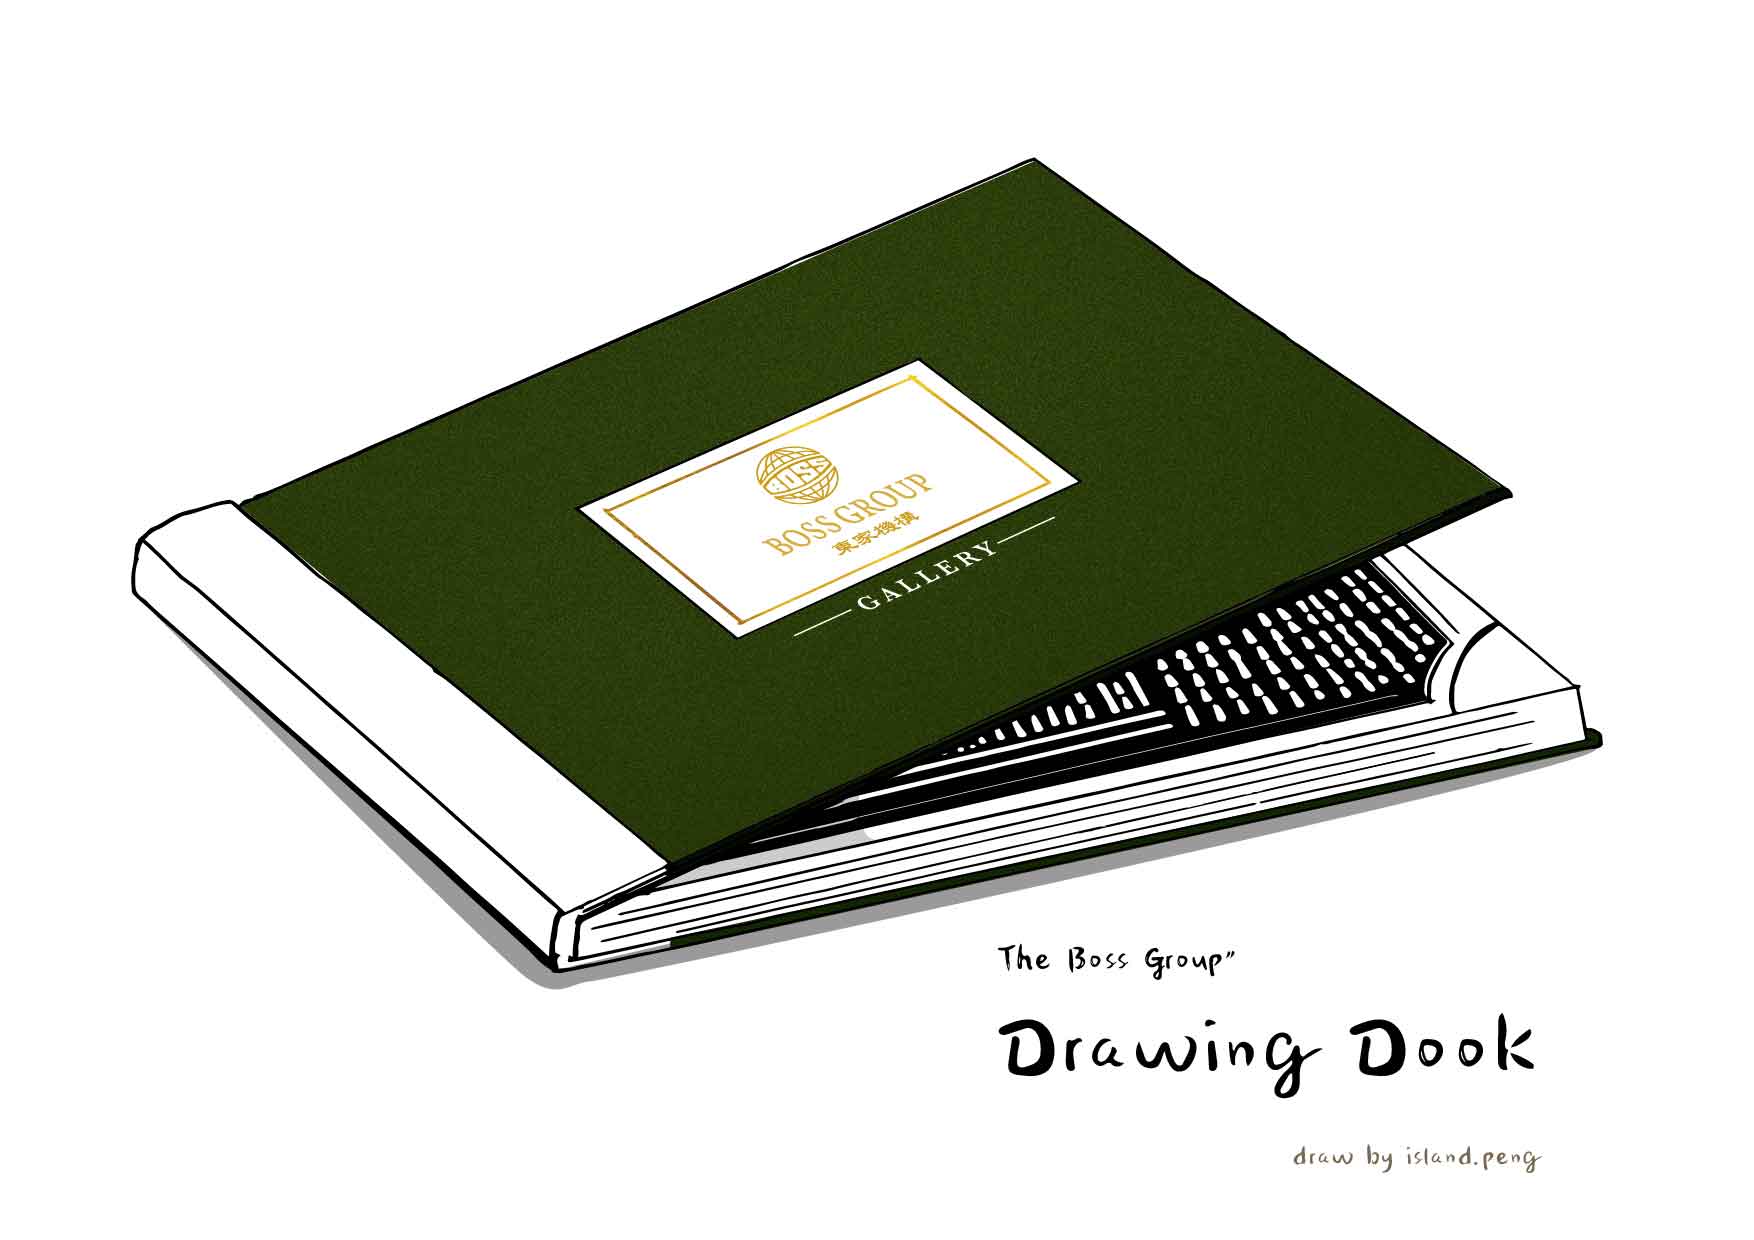 BOSS
BOSS GROUP
東家機構
GALLERY
The Boss Group"
Drawing Dook
draw by island.peng